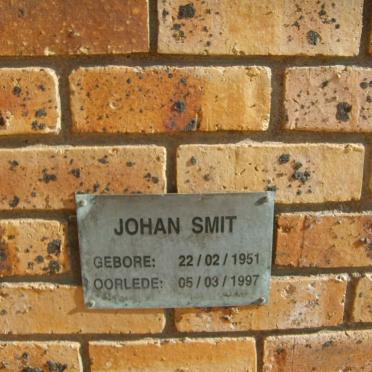 JOHAN SMIT
GEBORE: 22 / 02 / 1951
OORLEDE: 05 / 03 / 1997